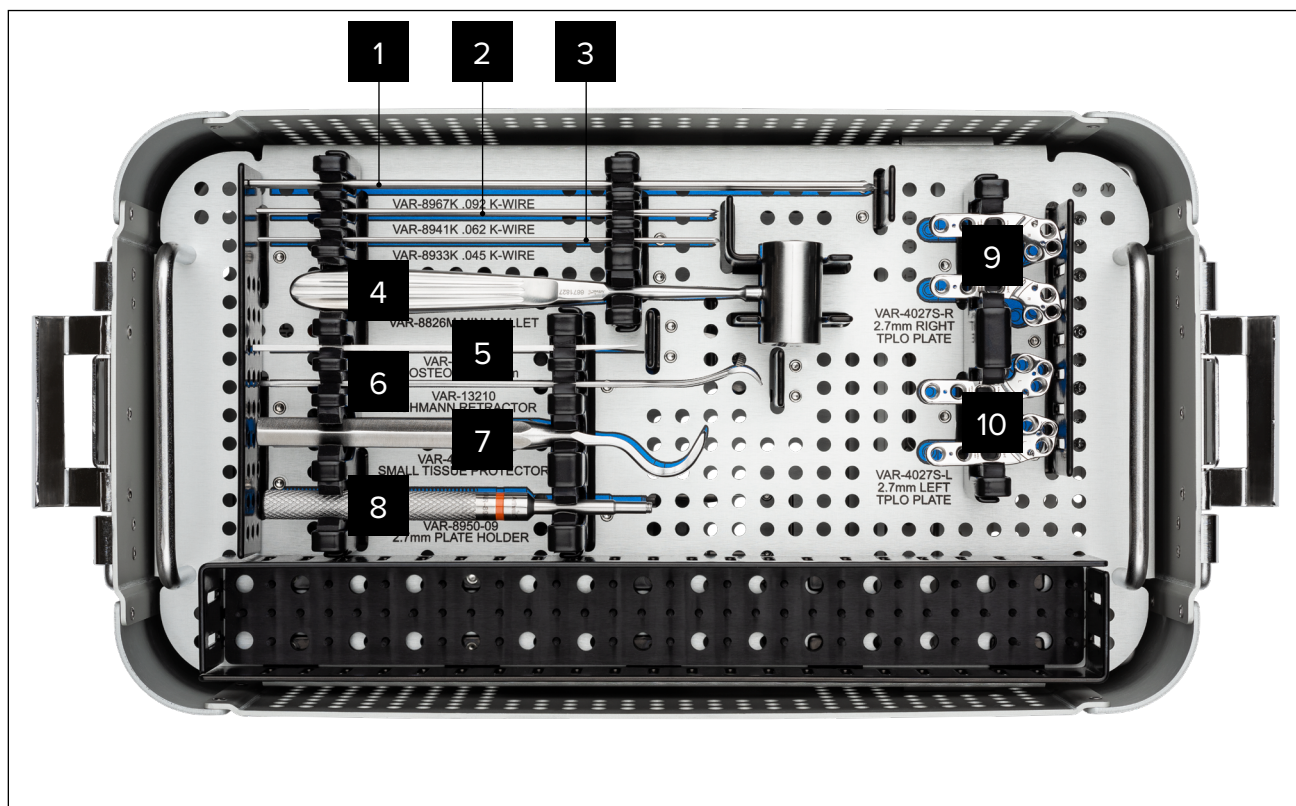 1
2
3
VAR-8967K .092 K-WIRE
VAR-8941K .062 K-WIRE
VAR-8933K .045 K-WIRE
4
9
VAR-4027S-R
2.7mm RIGHT
TPLO PLATE
5
6
VAR-13210
RETRACTOR
10
7
SMALL TISSUE PROTECTOR
VAR-4027S-L
2.7mm LEFT
TPLO PLATE
8
VAR-8950-09
2.7mm PLATE HOLDER